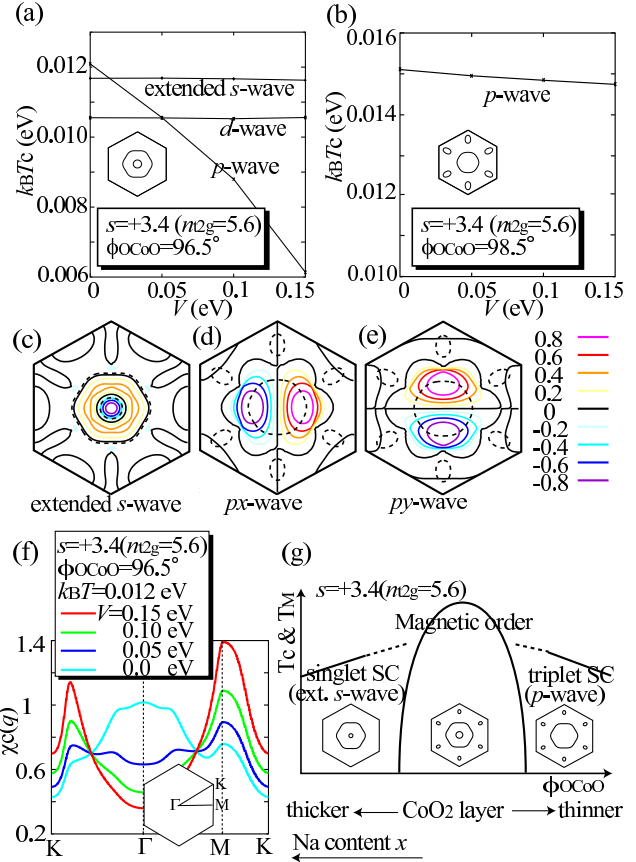 (a)
0.012
0.010
0.008
0.006
kBTc (eV)
extended s-wave
d-wave
p-wave
s=+3.4 (nt2g=5.6)
ϕOCoO=96.5°
0 0.05 0.1 0.15
V (eV)
(b)
0.016
0.014
0.012
0.010
kBTc (eV)
p-wave
s=+3.4 (nt2g=5.6)
ϕOCoO=98.5°
0 0.05 0.10 0.15
V (eV)
(c)
extended s-wave
(d)
px-wave
(e)
py-wave
0.8
0.6
0.4
0.2
0
-0.2
-0.4
-0.6
-0.8
(f)
s=+3.4(nt2g=5.6)
ϕOCoO=96.5°
kBT=0.012 eV
V=0.15 eV
0.10 eV
0.05 eV
0.0 eV
1.4
1
0.6
0.2
χc(q)
K
Γ
M
K Γ M K
(g)
s=+3.4(nt2g=5.6)
Tc & TM
Magnetic order
singlet SC
(ext. s-wave)
triplet SC
(p-wave)
ϕOCoO
thicker CoO2 layer thinner
Na content x